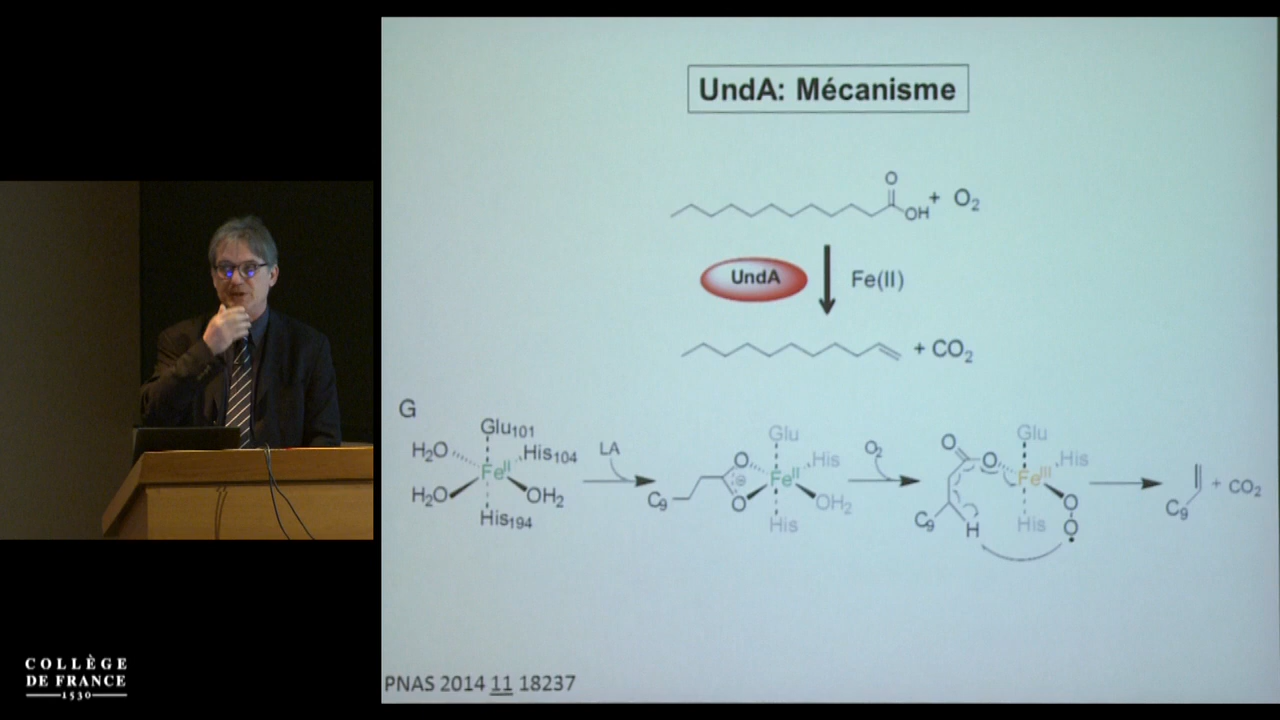 UndA: Mécanisme
O
OH + O₂
UndA
Fe(II)
+ CO₂
G
Glu₁₀₁
H₂O
His₁₀₄
Feᴵᴵ
H₂O
OH₂
His₁₉₄
LA
Glu
O
His
Feᴵᴵ
⊖
C₉
O
OH₂
His
O₂
O
Glu
O
His
Feᴵᴵᴵ
O
C₉
H
His
O
C₉
+ CO₂
PNAS 2014 11 18237
COLLÈGE
DE FRANCE
1530